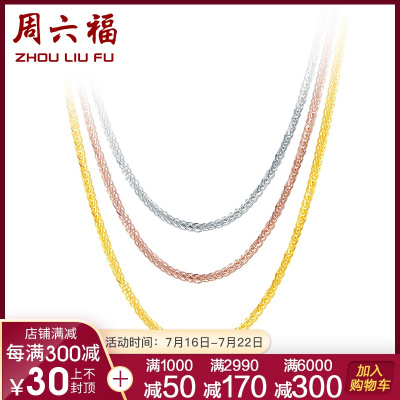 周六福
ZHOU LIU FU
店铺满减
每满300减
￥30上不封顶
活动时间：7月16日-7月22日
+
满1000
减50
满2990
减170
满6000
减300
加入
购物车